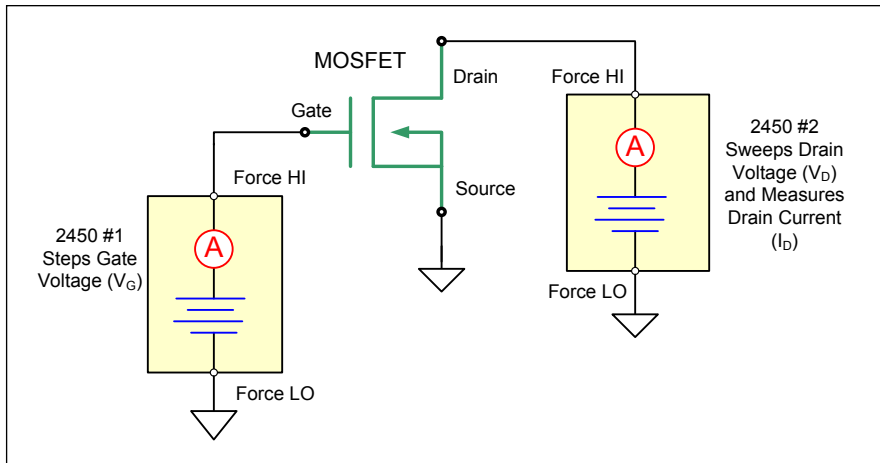 MOSFET
Drain
Gate
Source
Force HI
A
2450 #1
Steps Gate
Voltage (VG)
Force LO
Force HI
A
2450 #2
Sweeps Drain
Voltage (VD)
and Measures
Drain Current
(ID)
Force LO